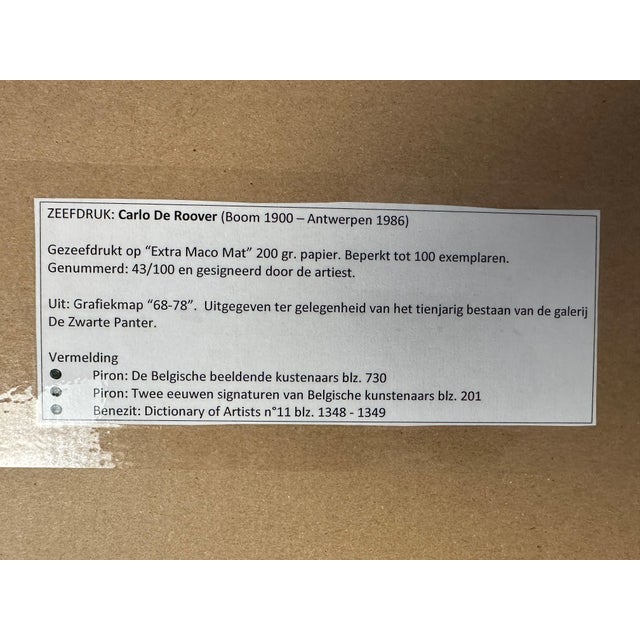 ZEEFDRUK: Carlo De Roover (Boom 1900 – Antwerpen 1986)
Gezeefdrukt op “Extra Maco Mat” 200 gr. papier. Beperkt tot 100 exemplaren.
Genummerd: 43/100 en gesigneerd door de artiest.
Uit: Grafiekmap “68-78”. Uitgegeven ter gelegenheid van het tienjarig bestaan van de galerij
De Zwarte Panter.
Vermelding
● Piron: De Belgische beeldende kustenaars blz. 730
● Piron: Twee eeuwen signaturen van Belgische kunstenaars blz. 201
● Benezit: Dictionary of Artists n°11 blz. 1348 - 1349